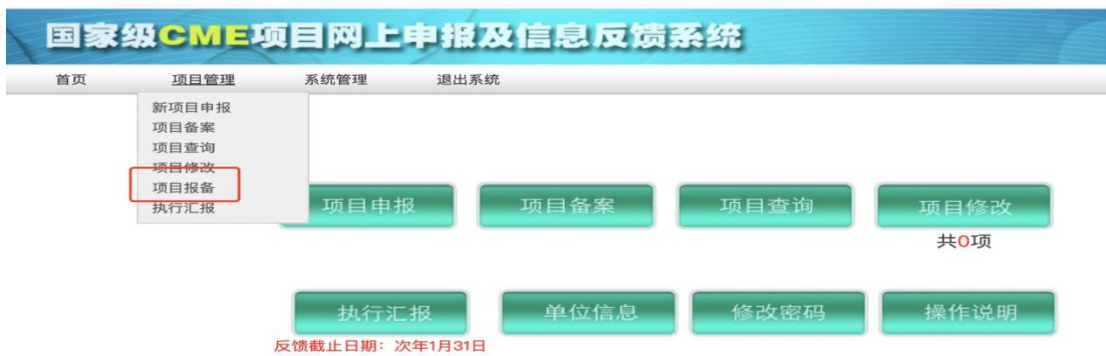 国家级CME项目网上申报及信息反馈系统
首页 项目管理 系统管理 退出系统
新项目申报
项目备案
项目查询
项目修改
项目报备
执行汇报
项目申报 项目备案 项目查询 项目修改
共0项
执行汇报 单位信息 修改密码 操作说明
反馈截止日期：次年1月31日